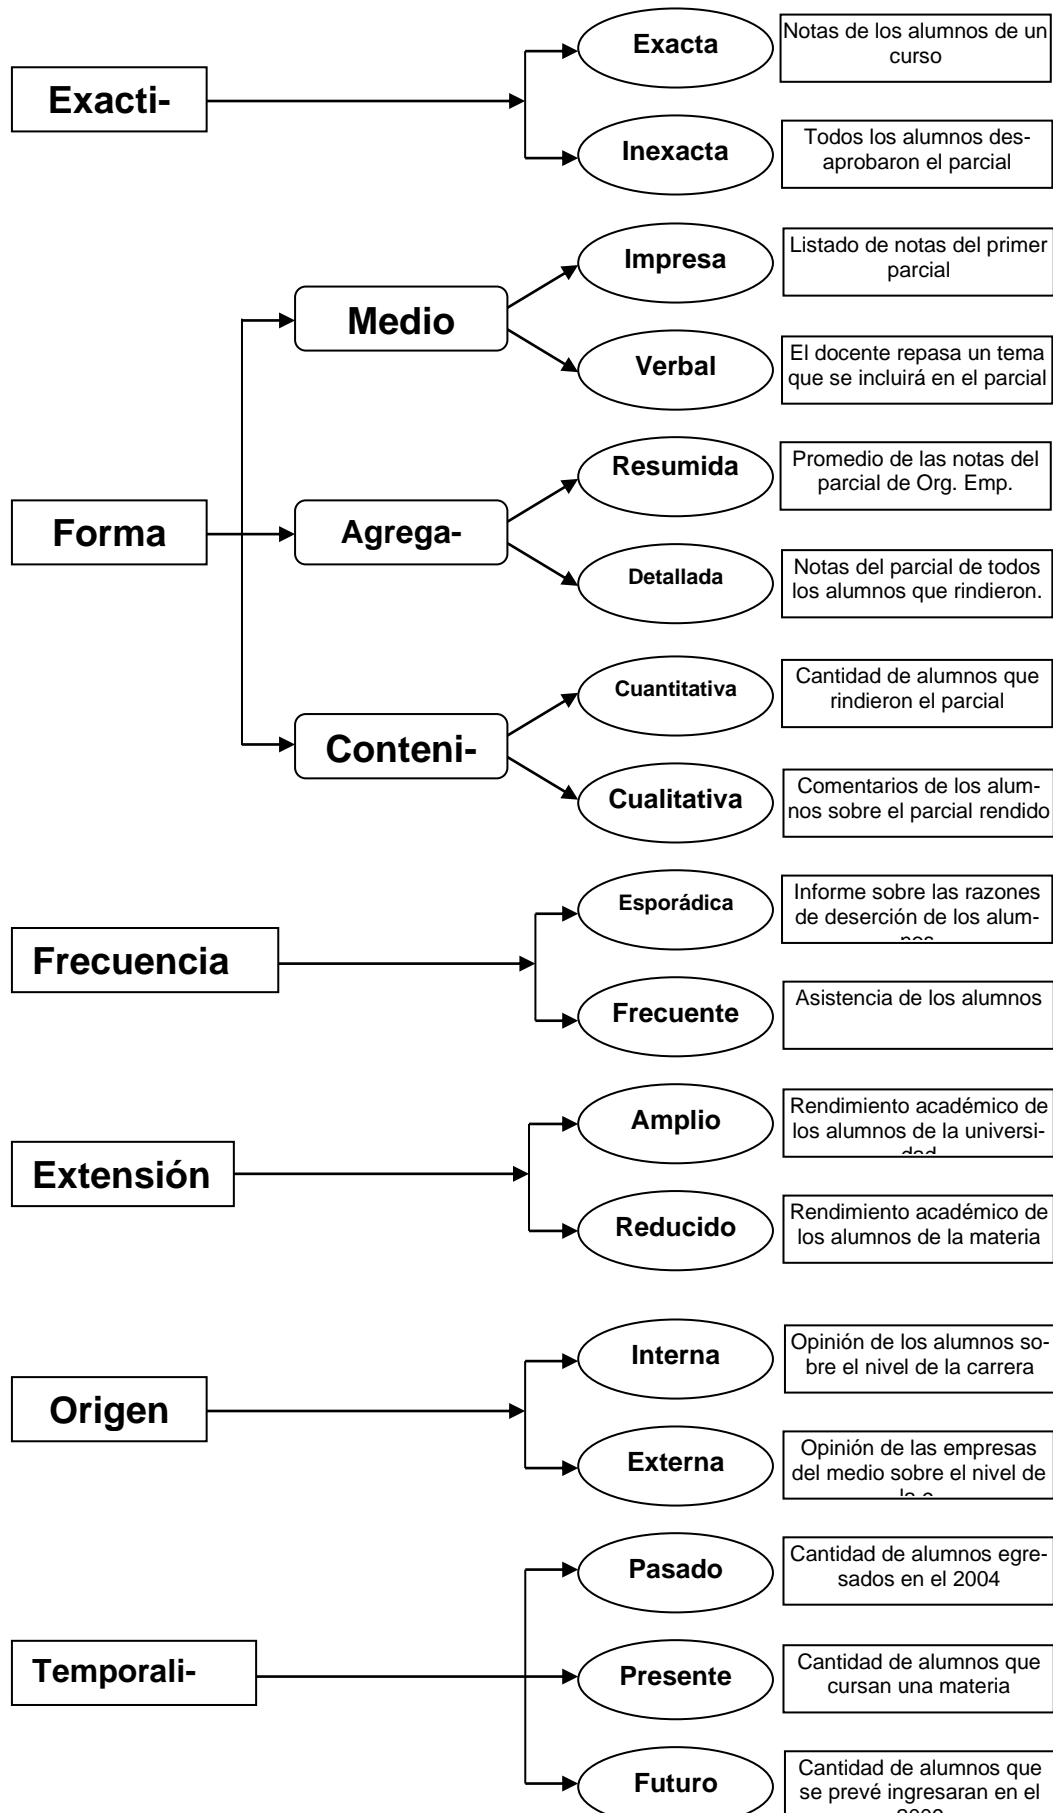 Exacti-
Exacta
Notas de los alumnos de un
curso
Inexacta
Todos los alumnos des-
aprobaron el parcial
Forma
Medio
Impresa
Listado de notas del primer
parcial
Verbal
El docente repasa un tema
que se incluirá en el parcial
Agrega-
Resumida
Promedio de las notas del
parcial de Org. Emp.
Detallada
Notas del parcial de todos
los alumnos que rindieron.
Conteni-
Cuantitativa
Cantidad de alumnos que
rindieron el parcial
Cualitativa
Comentarios de los alum-
nos sobre el parcial rendido
Frecuencia
Esporádica
Informe sobre las razones
de deserción de los alum-
nos
Frecuente
Asistencia de los alumnos
Extensión
Amplio
Rendimiento académico de
los alumnos de la universi-
dad
Reducido
Rendimiento académico de
los alumnos de la materia
Origen
Interna
Opinión de los alumnos so-
bre el nivel de la carrera
Externa
Opinión de las empresas
del medio sobre el nivel de
la
Temporali-
Pasado
Cantidad de alumnos egre-
sados en el 2004
Presente
Cantidad de alumnos que
cursan una materia
Futuro
Cantidad de alumnos que
se prevé ingresaran en el